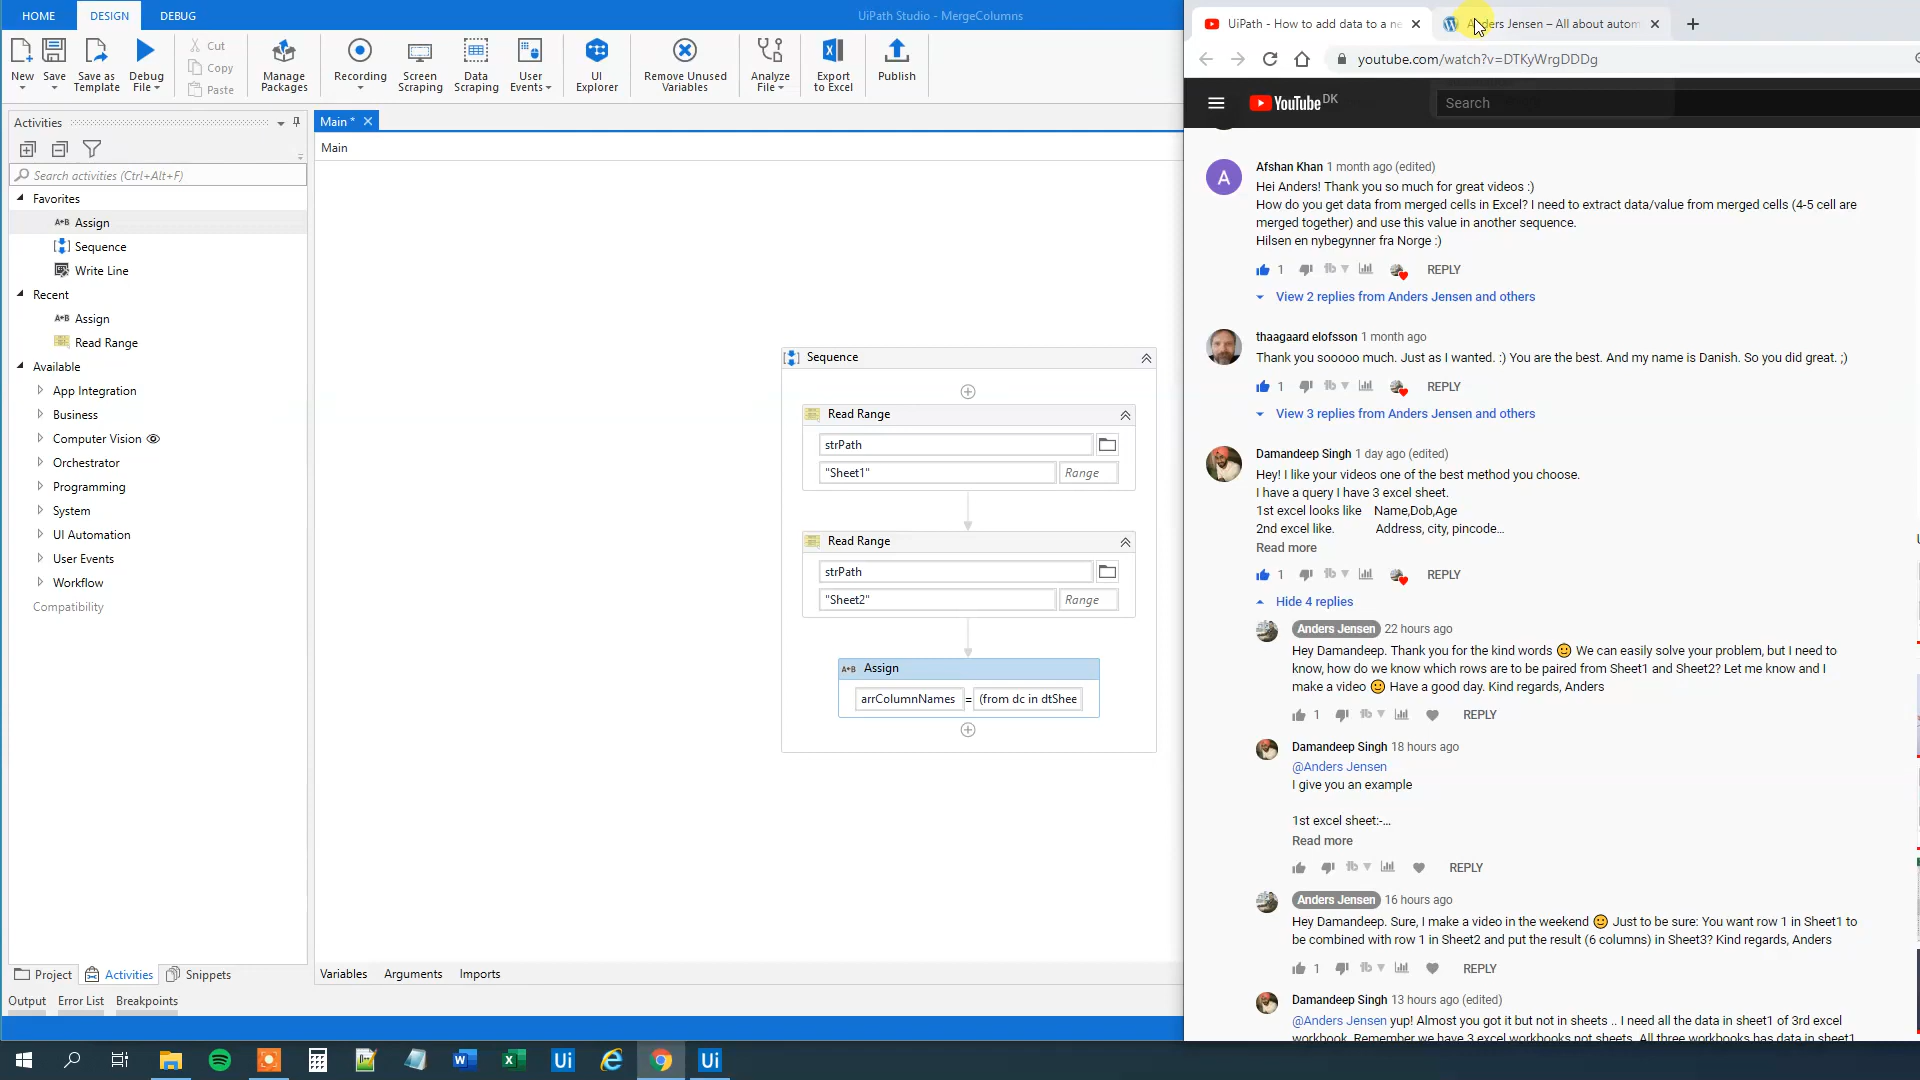 HOME
DESIGN
DEBUG
UiPath Studio - MergeColumns
New
Save
Save as
Template
Debug
File
Cut
Copy
Paste
Manage
Packages
Recording
Screen
Scraping
Data
Scraping
User
Events
UI
Explorer
Remove Unused
Variables
Analyze
File
Export
to Excel
Publish
Activities
Search activities (Ctrl+Alt+F)
Favorites
A+B Assign
Sequence
Write Line
Recent
A+B Assign
Read Range
Available
App Integration
Business
Computer Vision
Orchestrator
Programming
System
UI Automation
User Events
Workflow
Compatibility
Project
Activities
Snippets
Output
Error List
Breakpoints
Main *
Main
Sequence
Read Range
strPath
"Sheet1"
Range
Read Range
strPath
"Sheet2"
Range
A+B Assign
arrColumnNames = (from dc in dtShee
Variables
Arguments
Imports
UiPath - How to add data to a ne
Anders Jensen – All about autom
youtube.com/watch?v=DTKyWrgDDDg
YouTube DK
Search
A
Afshan Khan 1 month ago (edited)
Hei Anders! Thank you so much for great videos :)
How do you get data from merged cells in Excel? I need to extract data/value from merged cells (4-5 cell are
merged together) and use this value in another sequence.
Hilsen en nybegynner fra Norge :)
1 REPLY
View 2 replies from Anders Jensen and others
thaagaard elofsson 1 month ago
Thank you sooooo much. Just as I wanted. :) You are the best. And my name is Danish. So you did great. ;)
1 REPLY
View 3 replies from Anders Jensen and others
Damandeep Singh 1 day ago (edited)
Hey! I like your videos one of the best method you choose.
I have a query I have 3 excel sheet.
1st excel looks like Name,Dob,Age
2nd excel like. Address, city, pincode...
Read more
1 REPLY
Hide 4 replies
Anders Jensen 22 hours ago
Hey Damandeep. Thank you for the kind words 🙂 We can easily solve your problem, but I need to
know, how do we know which rows are to be paired from Sheet1 and Sheet2? Let me know and I
make a video 🙂 Have a good day. Kind regards, Anders
1 REPLY
Damandeep Singh 18 hours ago
@Anders Jensen
I give you an example
1st excel sheet:-...
Read more
REPLY
Anders Jensen 16 hours ago
Hey Damandeep. Sure, I make a video in the weekend 🙂 Just to be sure: You want row 1 in Sheet1 to
be combined with row 1 in Sheet2 and put the result (6 columns) in Sheet3? Kind regards, Anders
1 REPLY
Damandeep Singh 13 hours ago (edited)
@Anders Jensen yup! Almost you got it but not in sheets .. I need all the data in sheet1 of 3rd excel
workbook. Remember we have 3 excel workbooks not sheets. All three workbooks has data in sheet1
Ui
Ui